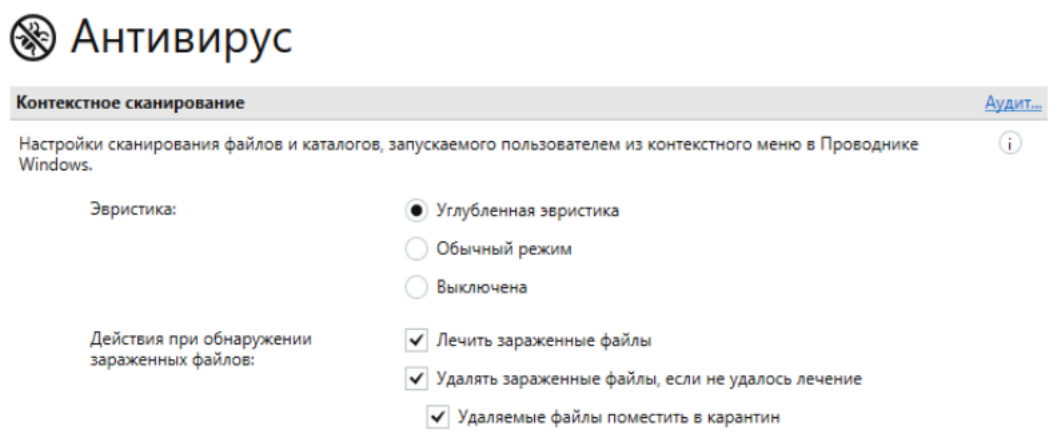 Антивирус
Контекстное сканирование Аудит...
Настройки сканирования файлов и каталогов, запускаемого пользователем из контекстного меню в Проводнике
Windows.
Эвристика:
Углубленная эвристика
Обычный режим
Выключена
Действия при обнаружении
зараженных файлов:
Лечить зараженные файлы
Удалять зараженные файлы, если не удалось лечение
Удаляемые файлы поместить в карантин